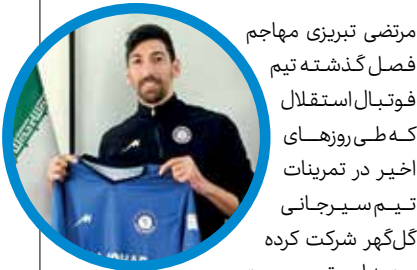 مرتضی تبریزی مهاجم
فصل گذشته تیم
فوتبال استقلال
که طی روزهای
اخیر در تمرینات
تیم سیرجانی
گل‌گهر شرکت کرده